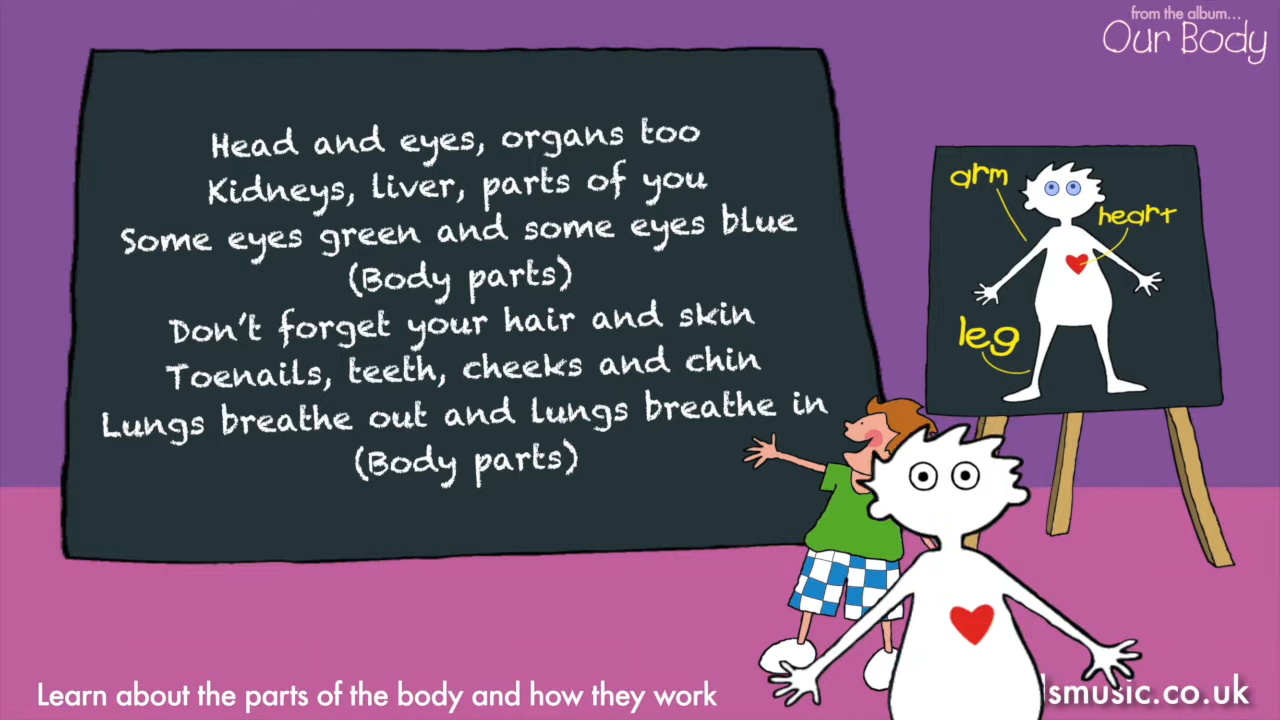 from the album...
Our Body
Head and eyes, organs too
Kidneys, liver, parts of you
Some eyes green and some eyes blue
(Body parts)
Don't forget your hair and skin
Toenails, teeth, cheeks and chin
Lungs breathe out and lungs breathe in
(Body parts)
arm
heart
leg
Learn about the parts of the body and how they work
lsmusic.co.uk